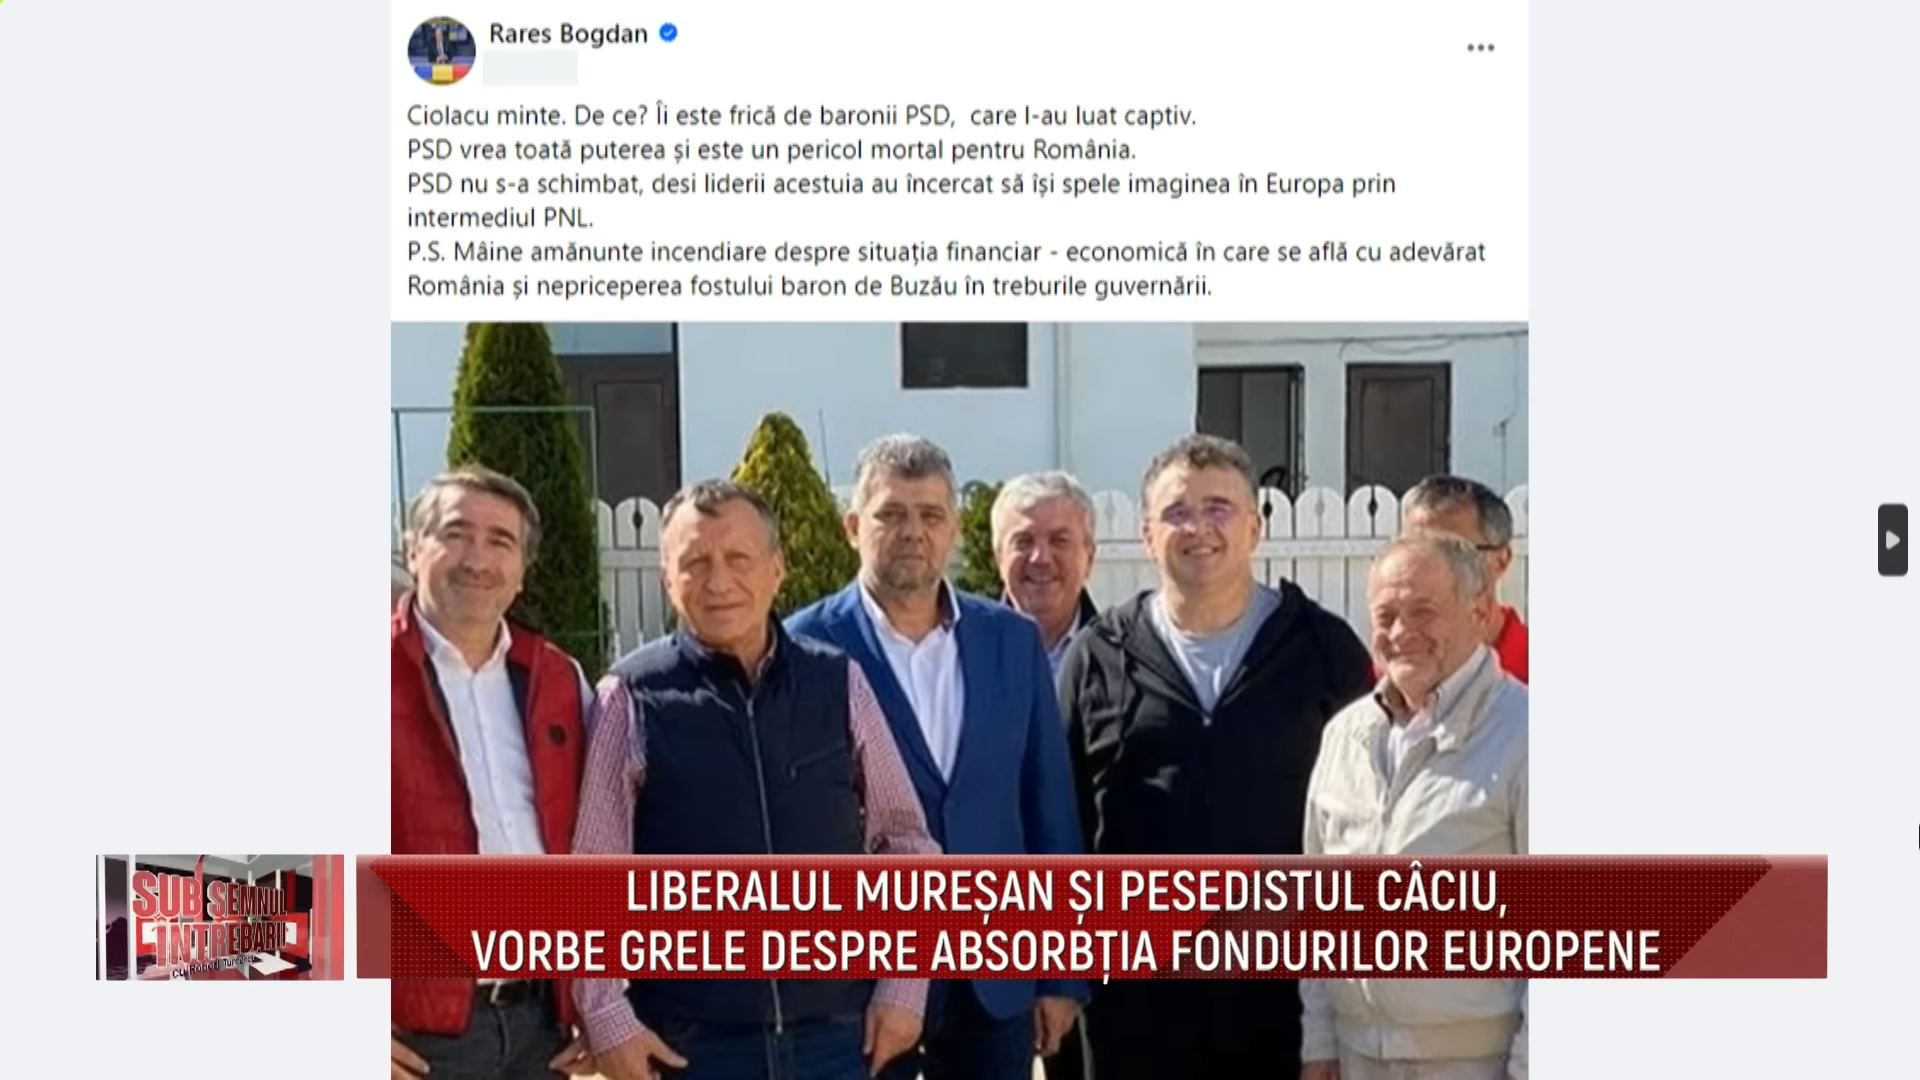 Rares Bogdan
Ciolacu minte. De ce? Îi este frică de baronii PSD, care l-au luat captiv.
PSD vrea toată puterea și este un pericol mortal pentru România.
PSD nu s-a schimbat, desi liderii acestuia au încercat să își spele imaginea în Europa prin
intermediul PNL.
P.S. Mâine amănunte incendiare despre situația financiar - economică în care se află cu adevărat
România și nepriceperea fostului baron de Buzău în treburile guvernării.
SUB SEMNUL
ÎNTREBĂRII
cu Robert Turcescu
LIBERALUL MUREȘAN ȘI PESEDISTUL CÂCIU,
VORBE GRELE DESPRE ABSORBȚIA FONDURILOR EUROPENE